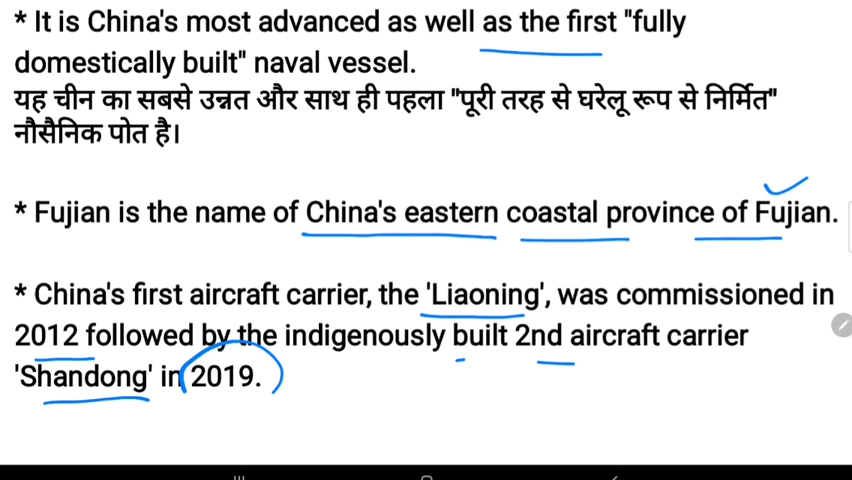 * It is China's most advanced as well as the first "fully
domestically built" naval vessel.
यह चीन का सबसे उन्नत और साथ ही पहला "पूरी तरह से घरेलू रूप से निर्मित"
नौसैनिक पोत है।
* Fujian is the name of China's eastern coastal province of Fujian.
* China's first aircraft carrier, the 'Liaoning', was commissioned in
2012 followed by the indigenously built 2nd aircraft carrier
'Shandong' in 2019.